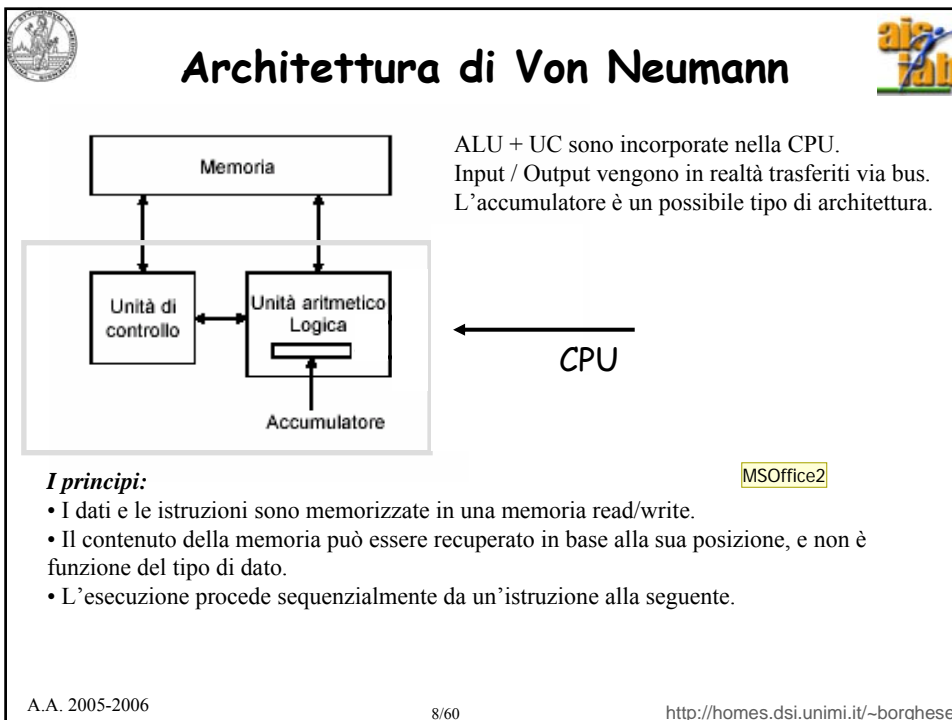 Architettura di Von Neumann
ais
lab
Memoria
Unità di
controllo
Unità aritmetico
Logica
Accumulatore
ALU + UC sono incorporate nella CPU.
Input / Output vengono in realtà trasferiti via bus.
L'accumulatore è un possibile tipo di architettura.
CPU
I principi:
MSOffice2
• I dati e le istruzioni sono memorizzate in una memoria read/write.
• Il contenuto della memoria può essere recuperato in base alla sua posizione, e non è
funzione del tipo di dato.
• L'esecuzione procede sequenzialmente da un'istruzione alla seguente.
A.A. 2005-2006
8/60
http://homes.dsi.unimi.it/~borghese